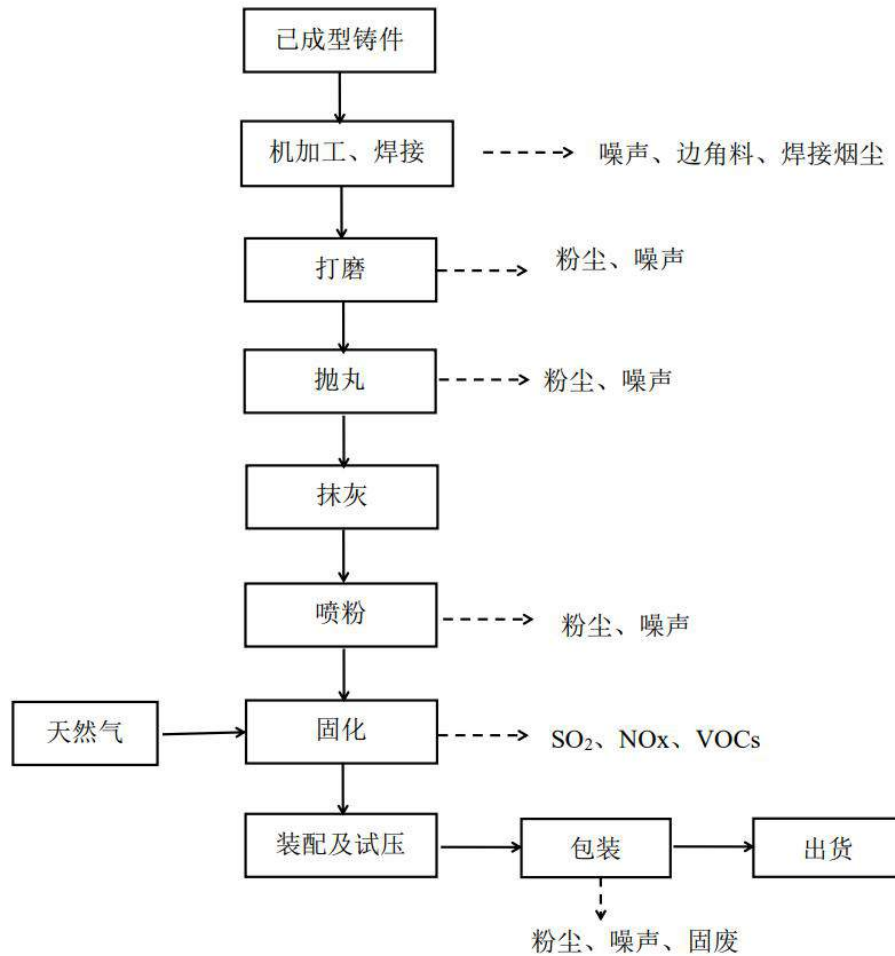 已成型铸件
机加工、焊接
噪声、边角料、焊接烟尘
打磨
粉尘、噪声
抛丸
粉尘、噪声
抹灰
喷粉
粉尘、噪声
天然气
固化
SO₂、NOx、VOCs
装配及试压
包装
出货
粉尘、噪声、固废